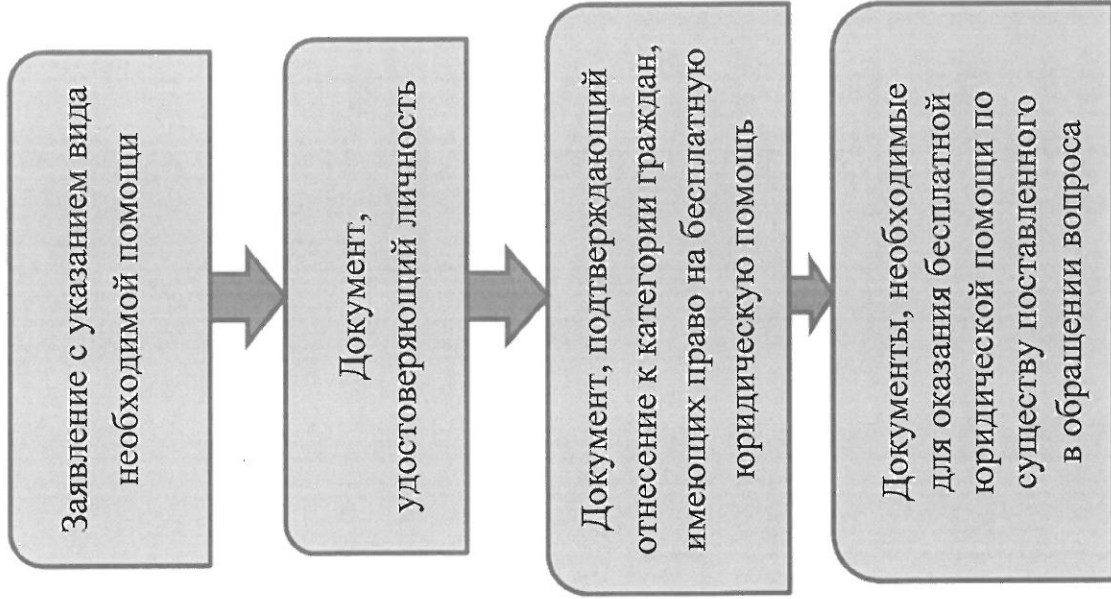 Заявление с указанием вида
необходимой помощи
Документ,
удостоверяющий личность
Документ, подтверждающий
отнесение к категории граждан,
имеющих право на бесплатную
юридическую помощь
Документы, необходимые
для оказания бесплатной
юридической помощи по
существу поставленного
в обращении вопроса